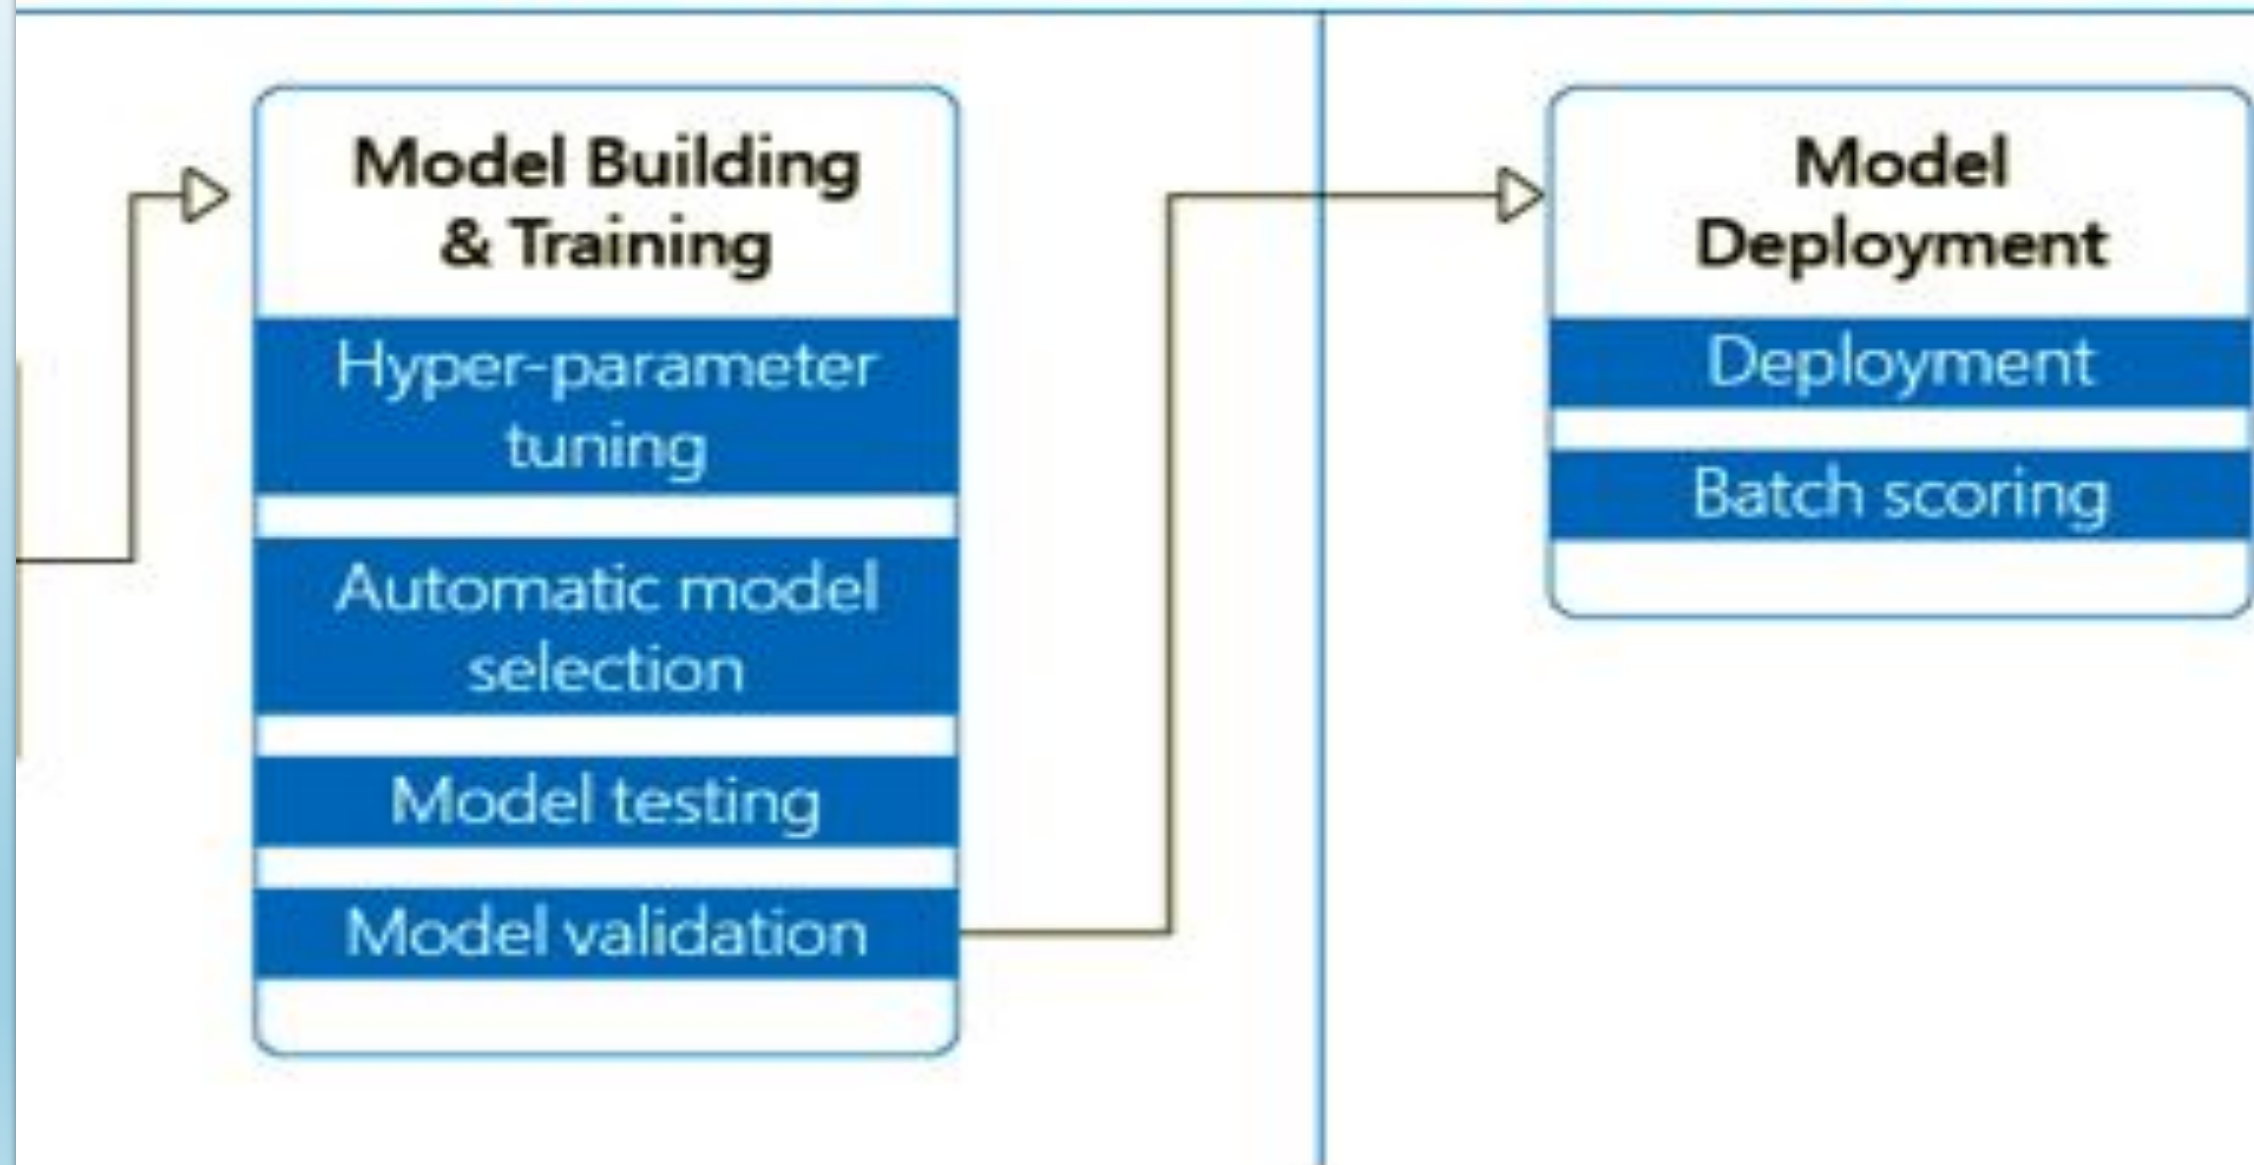 Model Building
& Training
Hyper-parameter
tuning
Automatic model
selection
Model testing
Model validation
Model
Deployment
Deployment
Batch scoring